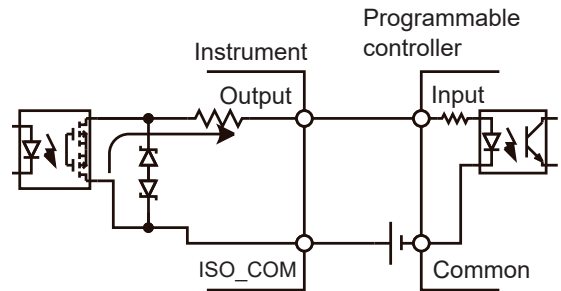 Programmable
controller
Instrument
Output
Input
ISO_COM
Common